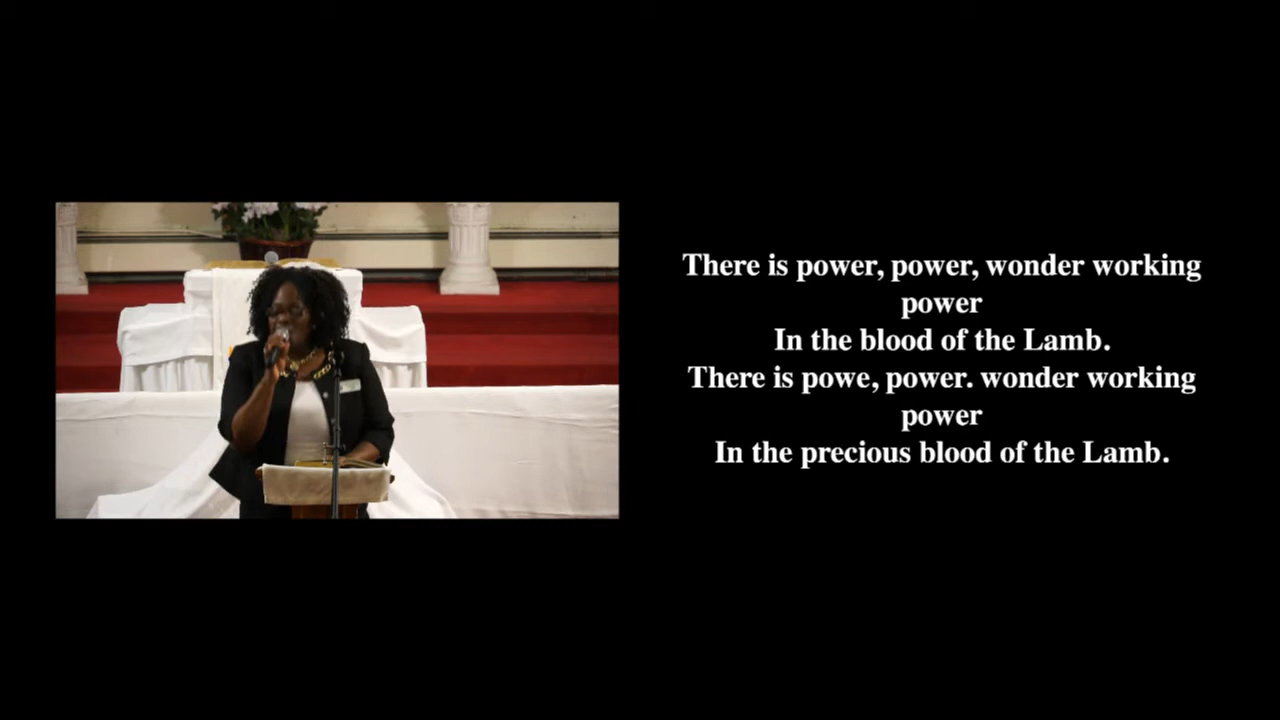 There is power, power, wonder working
power
In the blood of the Lamb.
There is powe, power. wonder working
power
In the precious blood of the Lamb.